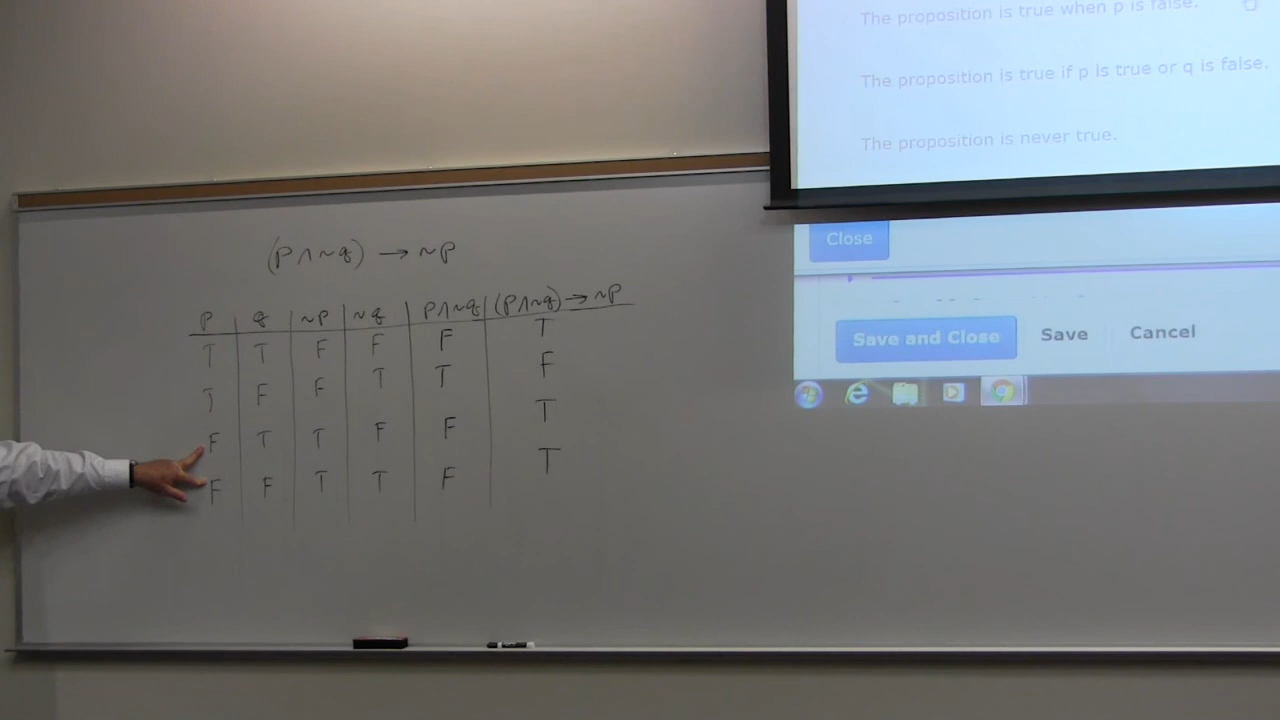 The proposition is true when p is false.
The proposition is true if p is true or q is false.
The proposition is never true.
Close
Save and Close Save Cancel
(p ∧ ~q) → ~p
p q ~p ~q p∧~q (p∧~q) → ~p
T T F F F T
T F F T T F
F T T F F T
F F T T F T